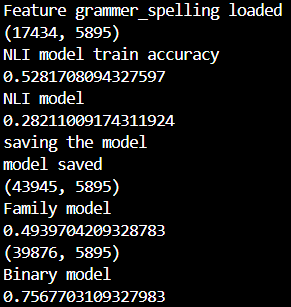 Feature grammer_spelling loaded
(17434, 5895)
NLI model train accuracy
0.5281708094327597
NLI model
0.28211009174311924
saving the model
model saved
(43945, 5895)
Family model
0.4939704209328783
(39876, 5895)
Binary model
0.7567703109327983